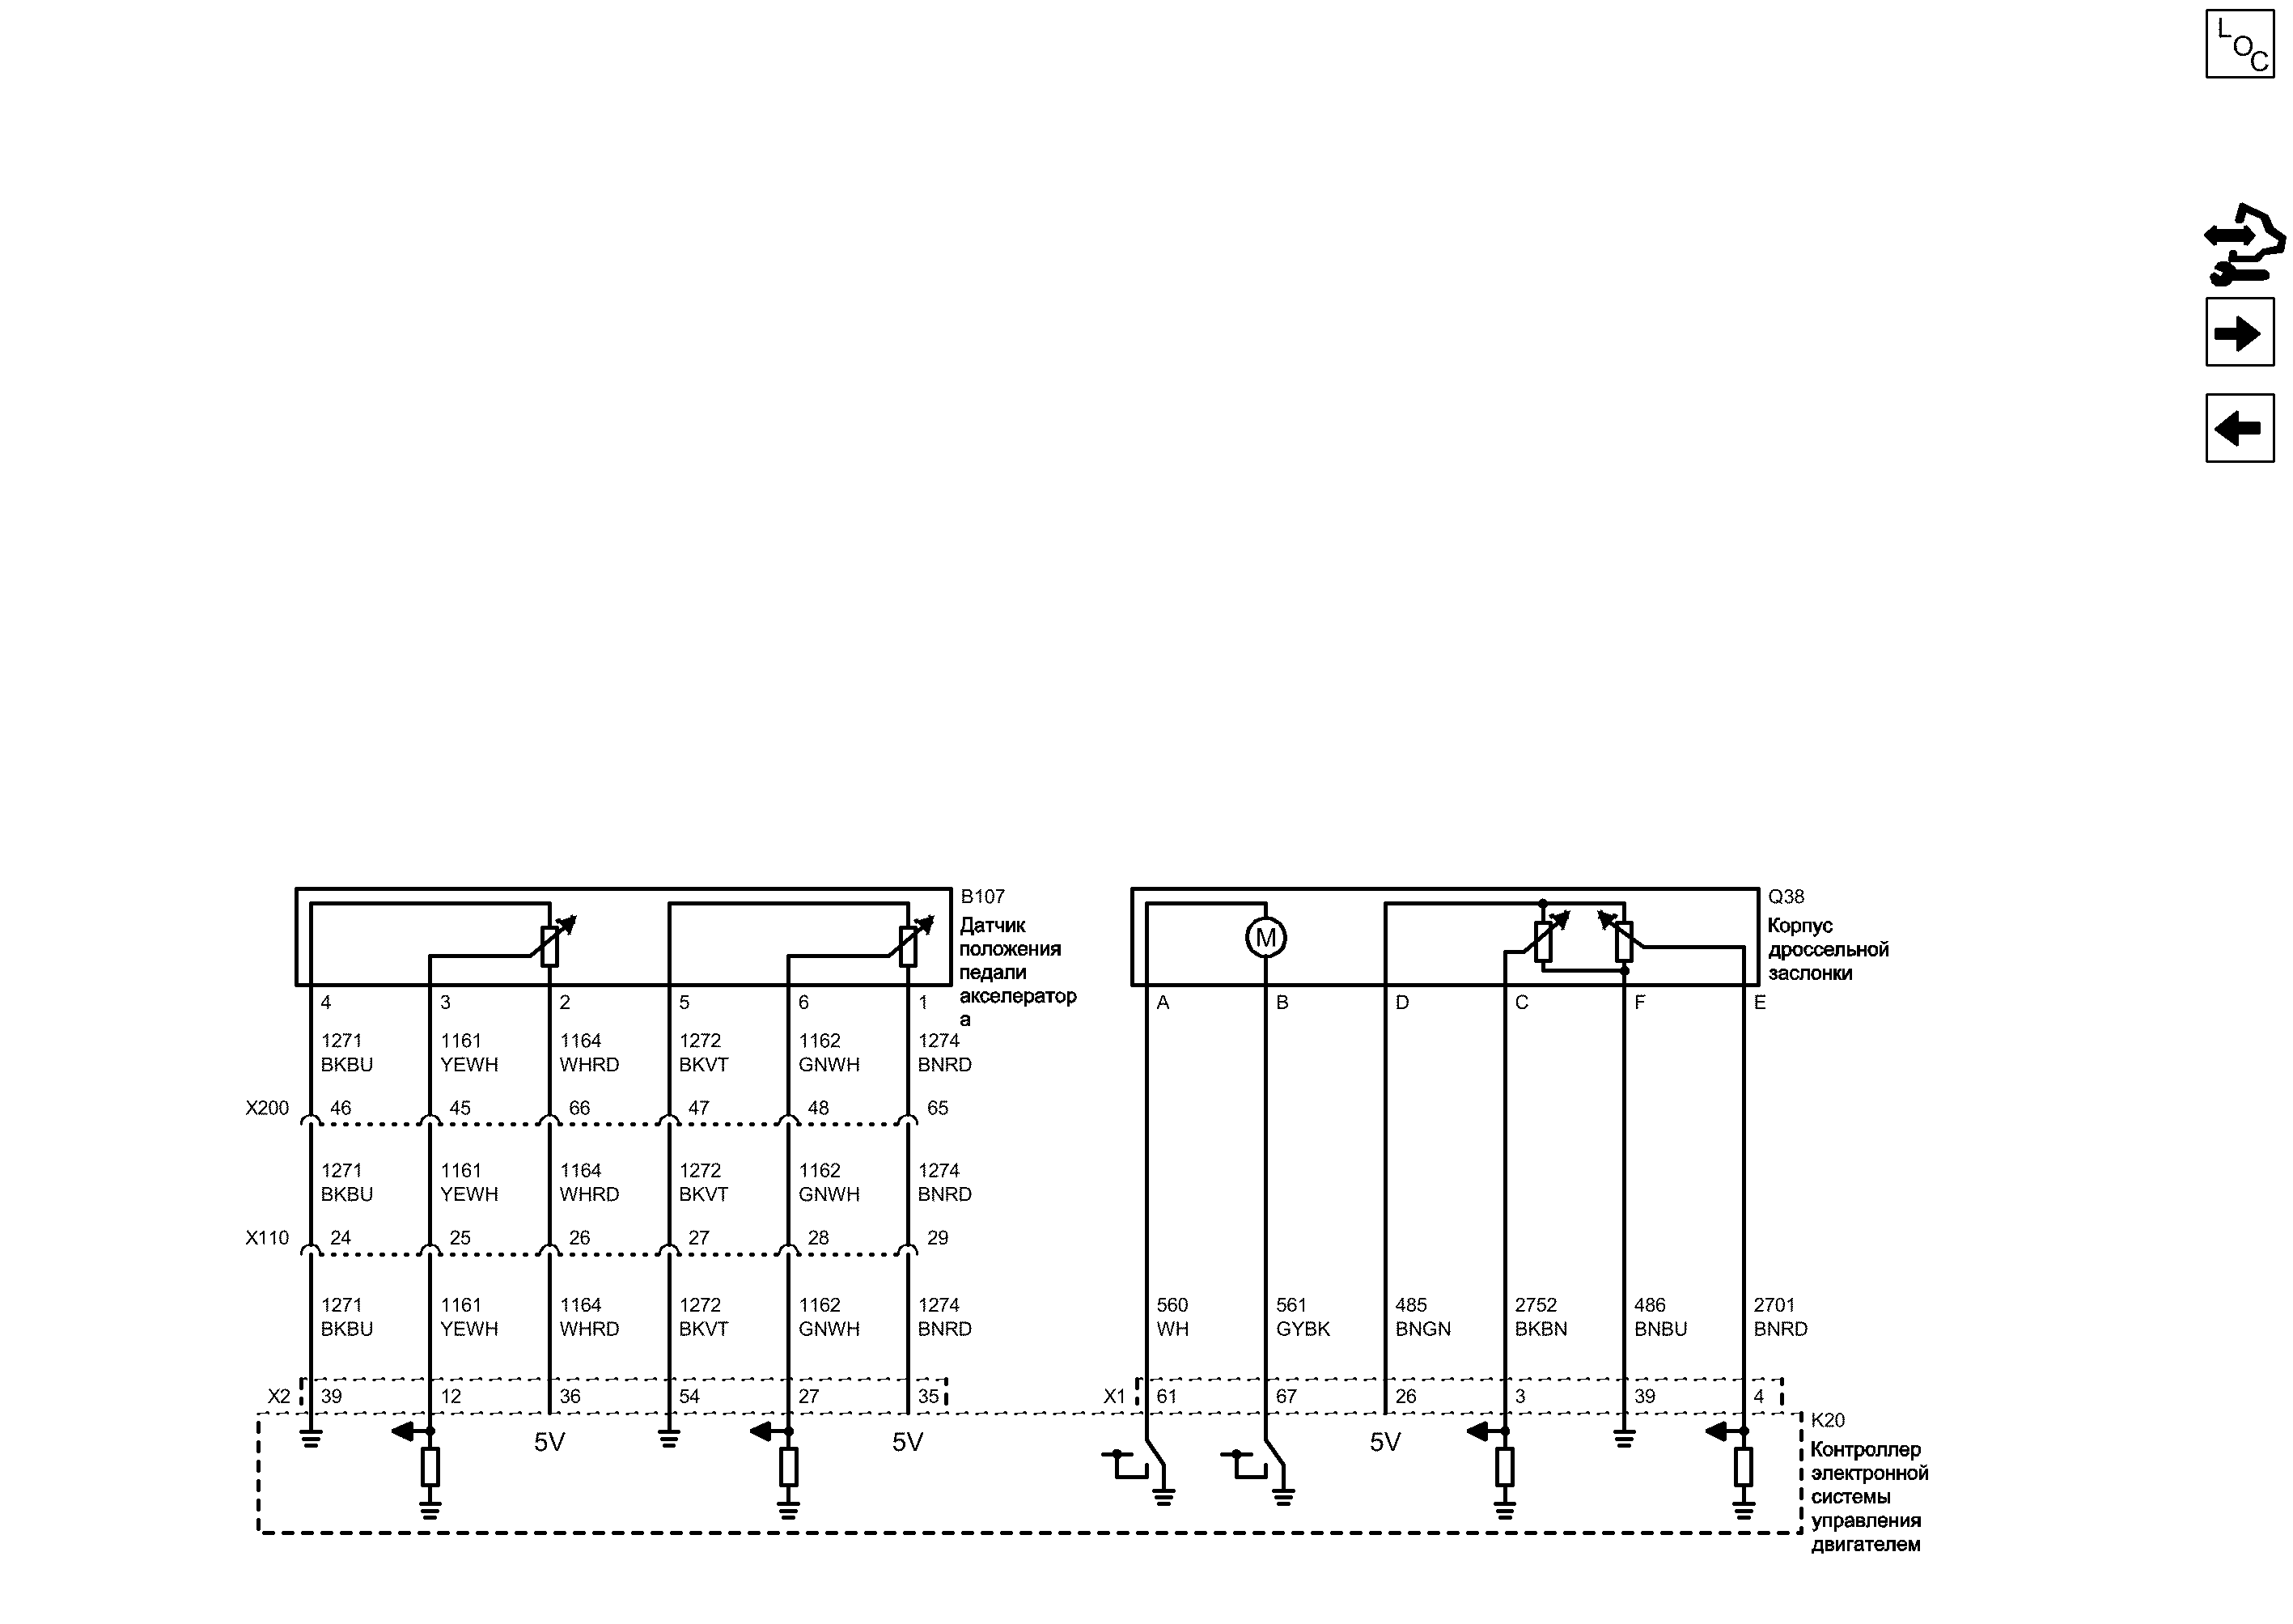 LOC
B107
Датчик
положения
педали
акселератор
а
Q38
Корпус
дроссельной
заслонки
M
4 3 2 5 6 1
A B D C F E
1271 1161 1164 1272 1162 1274
BKBU YEWH WHRD BKVT GNWH BNRD
X200 46 45 66 47 48 65
1271 1161 1164 1272 1162 1274
BKBU YEWH WHRD BKVT GNWH BNRD
X110 24 25 26 27 28 29
1271 1161 1164 1272 1162 1274
BKBU YEWH WHRD BKVT GNWH BNRD
560 561 485 2752 486 2701
WH GYBK BNGN BKBN BNBU BNRD
X2 39 12 36 54 27 35
X1 61 67 26 3 39 4
5V 5V 5V
K20
Контроллер
электронной
системы
управления
двигателем